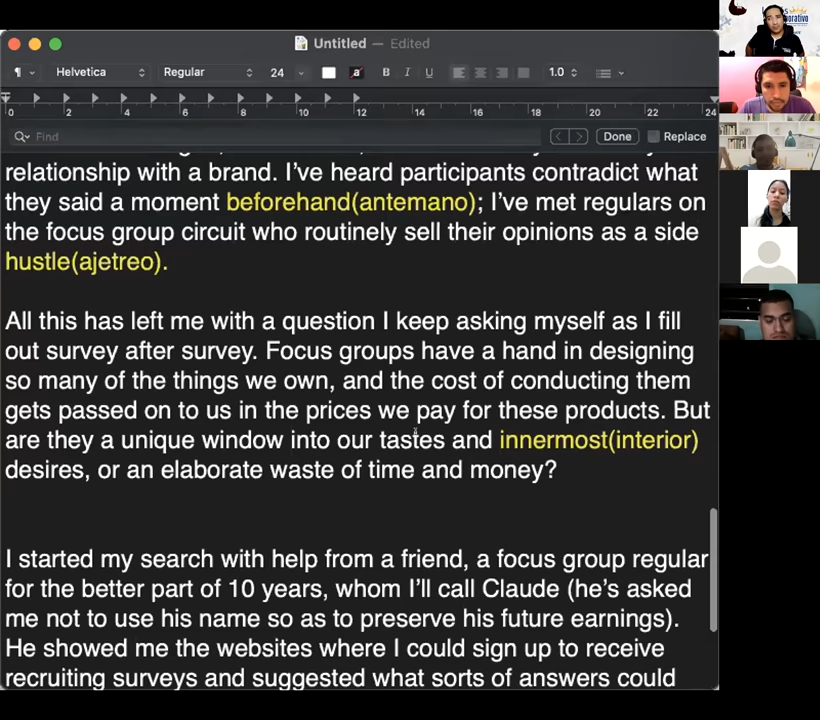 Untitled — Edited
¶ Helvetica Regular 24 a B I U 1.0
0 2 4 6 8 10 12 14 16 18 20 22 24
Find Done Replace
relationship with a brand. I've heard participants contradict what
they said a moment beforehand(antemano); I've met regulars on
the focus group circuit who routinely sell their opinions as a side
hustle(ajetreo).
All this has left me with a question I keep asking myself as I fill
out survey after survey. Focus groups have a hand in designing
so many of the things we own, and the cost of conducting them
gets passed on to us in the prices we pay for these products. But
are they a unique window into our tastes and innermost(interior)
desires, or an elaborate waste of time and money?
I started my search with help from a friend, a focus group regular
for the better part of 10 years, whom I'll call Claude (he's asked
me not to use his name so as to preserve his future earnings).
He showed me the websites where I could sign up to receive
recruiting surveys and suggested what sorts of answers could